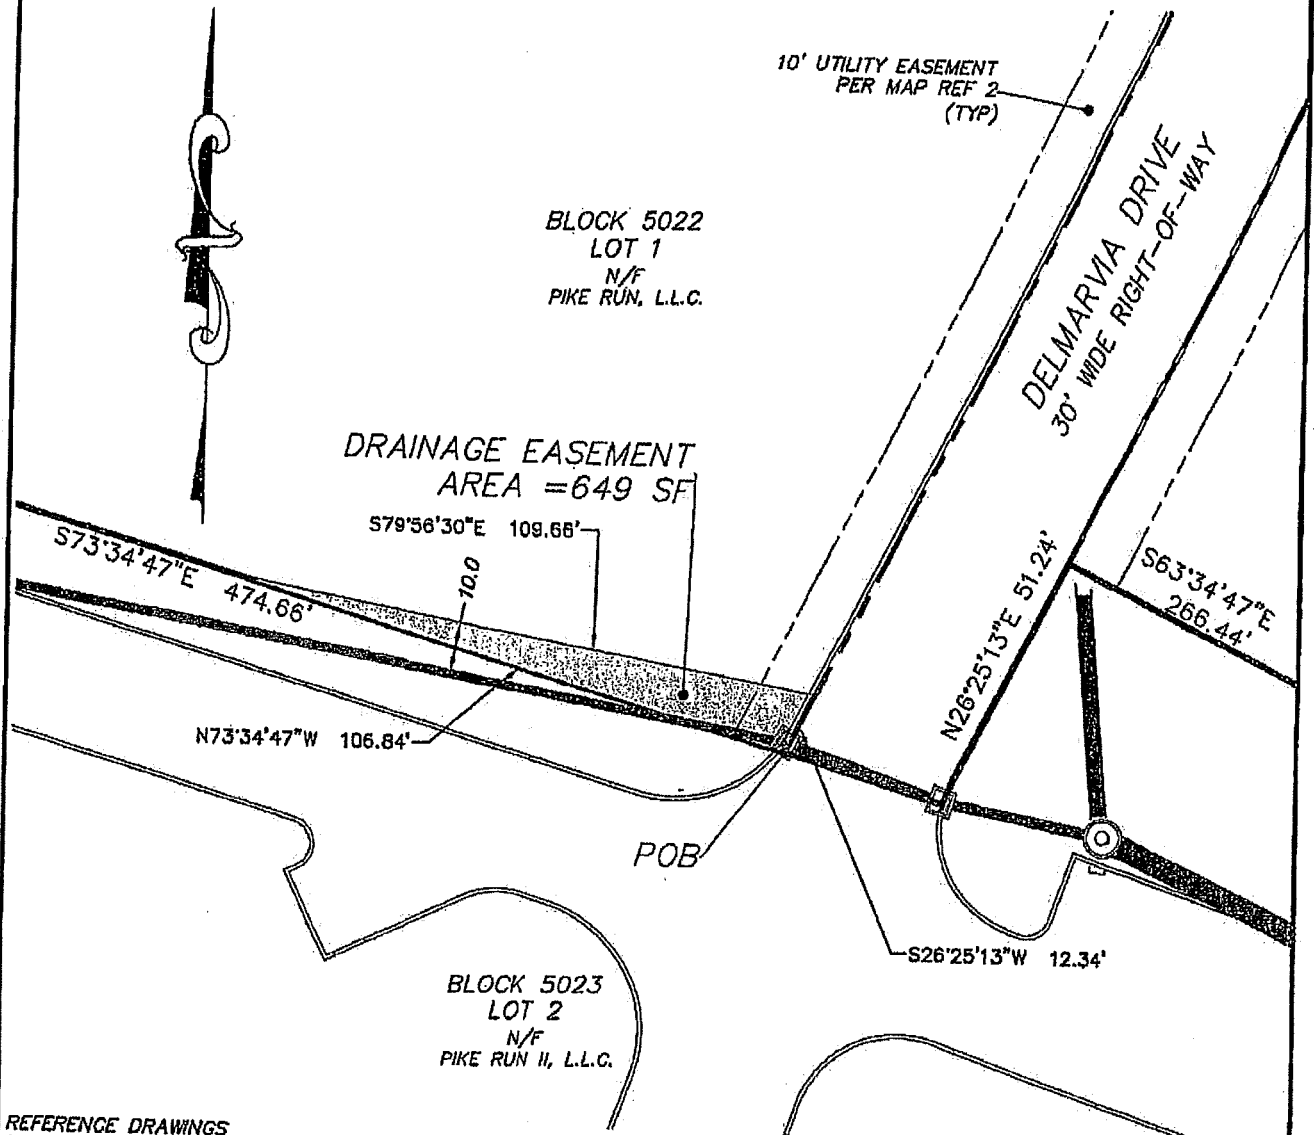 10' UTILITY EASEMENT
PER MAP REF 2
(TYP)
DELMARVIA DRIVE
30' WIDE RIGHT-OF-WAY
BLOCK 5022
LOT 1
N/F
PIKE RUN, L.L.C.
DRAINAGE EASEMENT
AREA =649 SF
S79°56'30"E 109.66'
S73°34'47"E 474.66'
10.0
N73°34'47"W 106.84'
N26°25'13"E 51.24'
S63°34'47"E
266.44'
POB
S26°25'13"W 12.34'
BLOCK 5023
LOT 2
N/F
PIKE RUN II, L.L.C.
REFERENCE DRAWINGS